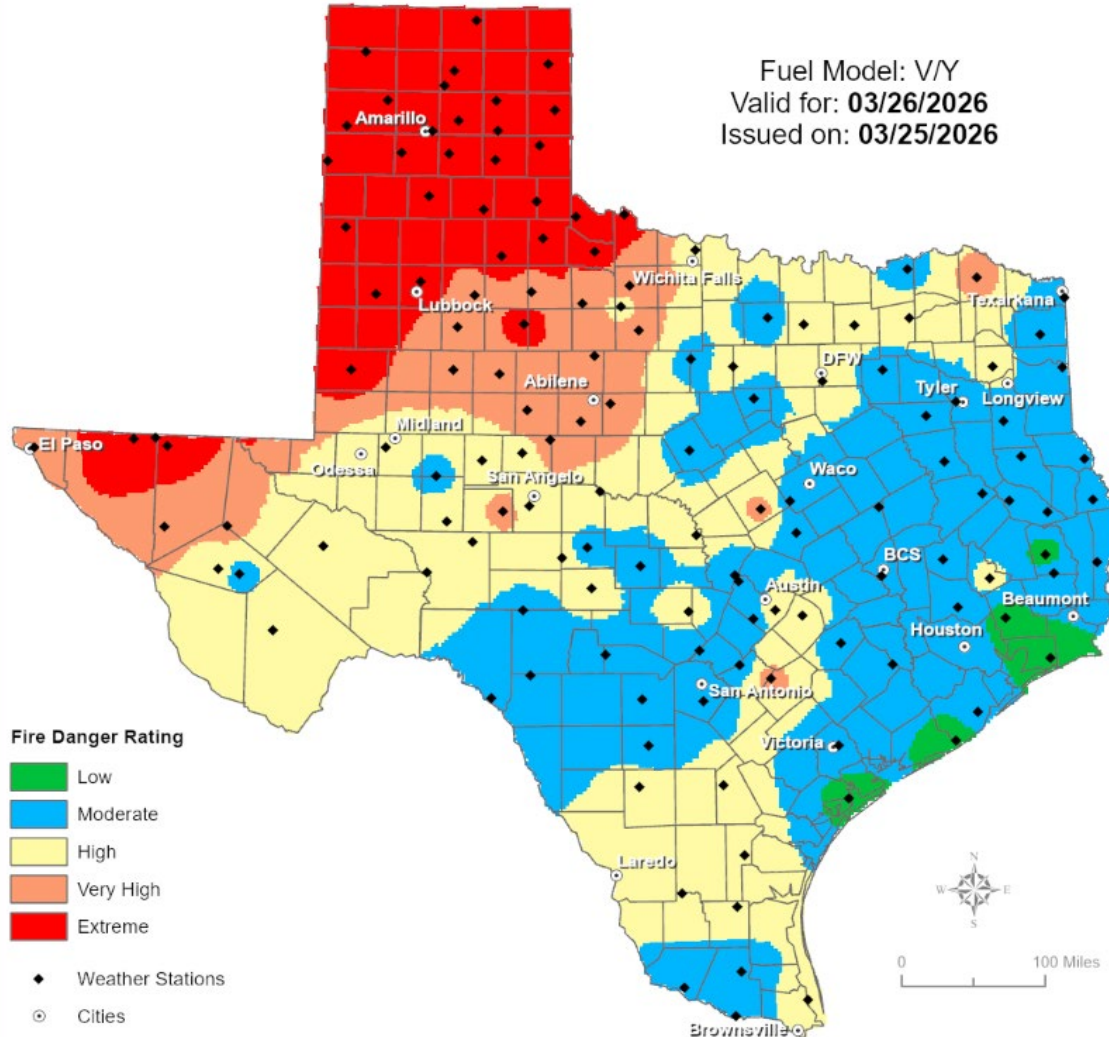 Fuel Model: V/Y
Valid for: 03/26/2026
Issued on: 03/25/2026
Amarillo
Lubbock
Wichita Falls
Texarkana
DFW
Abilene
Tyler
Longview
El Paso
Midland
Odessa
San Angelo
Waco
BCS
Austin
Beaumont
Houston
San Antonio
Victoria
Laredo
Brownsville
Fire Danger Rating
Low
Moderate
High
Very High
Extreme
Weather Stations
Cities
N
W E
S
0 100 Miles